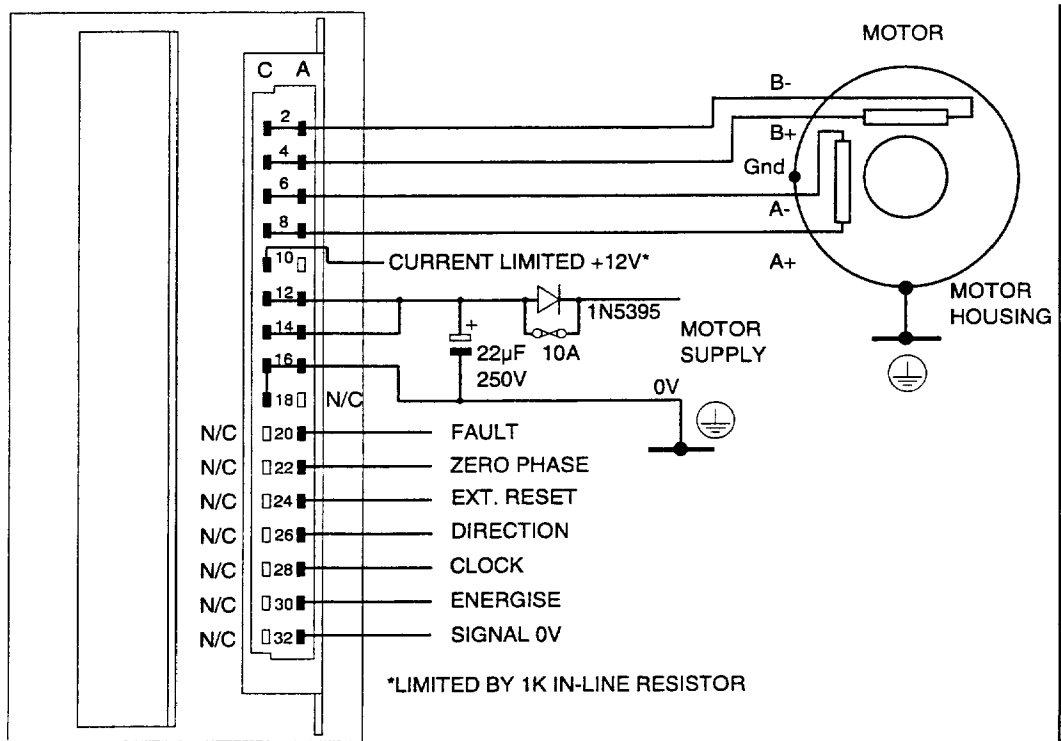 MOTOR
C A
B-
2
B+
4
Gnd
6
A-
8
A+
10
CURRENT LIMITED +12V*
12
1N5395
MOTOR HOUSING
14
+
22µF
250V
10A
MOTOR
SUPPLY
16
0V
18 N/C
N/C 20 FAULT
N/C 22 ZERO PHASE
N/C 24 EXT. RESET
N/C 26 DIRECTION
N/C 28 CLOCK
N/C 30 ENERGISE
N/C 32 SIGNAL 0V
*LIMITED BY 1K IN-LINE RESISTOR